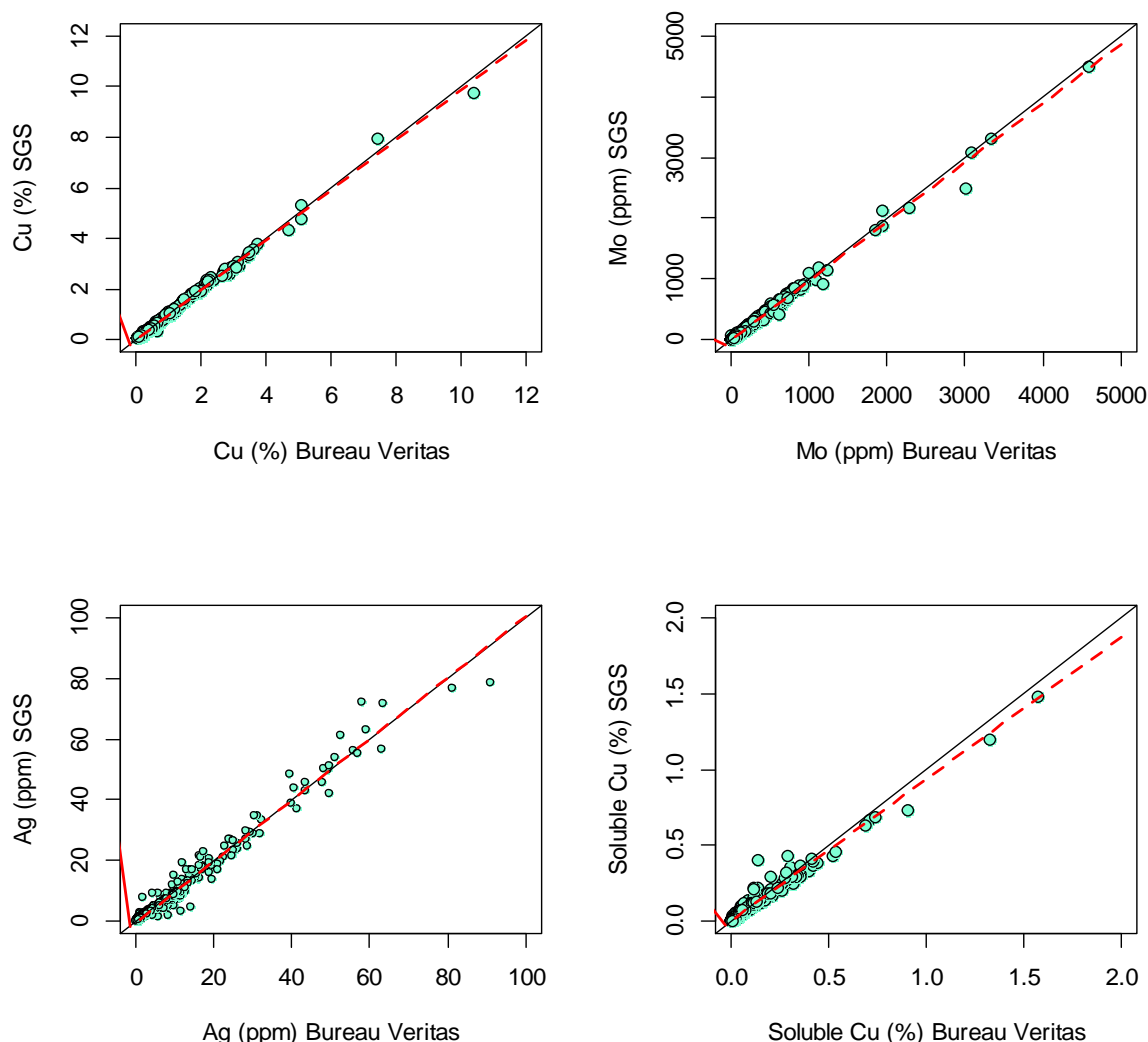 Cu (%) SGS
0 2 4 6 8 10 12
0 2 4 6 8 10 12
Cu (%) Bureau Veritas
Mo (ppm) SGS
0 1000 3000 5000
0 1000 2000 3000 4000 5000
Mo (ppm) Bureau Veritas
Ag (ppm) SGS
0 20 40 60 80 100
0 20 40 60 80 100
Ag (ppm) Bureau Veritas
Soluble Cu (%) SGS
0.0 0.5 1.0 1.5 2.0
0.0 0.5 1.0 1.5 2.0
Soluble Cu (%) Bureau Veritas